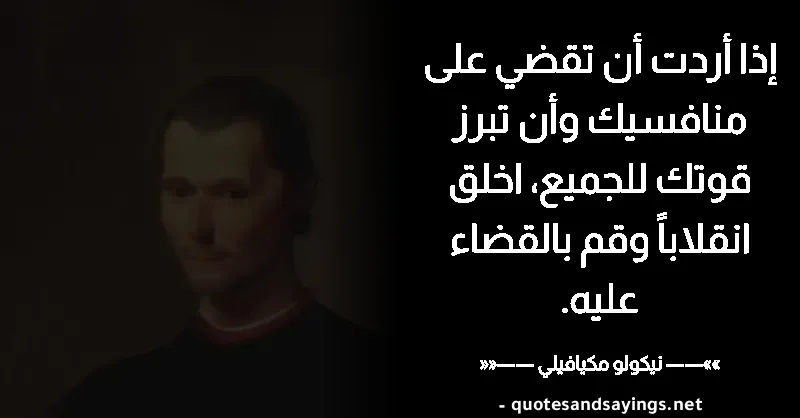 إذا أردت أن تقضي على
منافسيك وأن تبرز
قوتك للجميع، اخلق
انقلاباً وقم بالقضاء
عليه.
»»―― نيكولو مكيافيلي ――««
- quotesandsayings.net